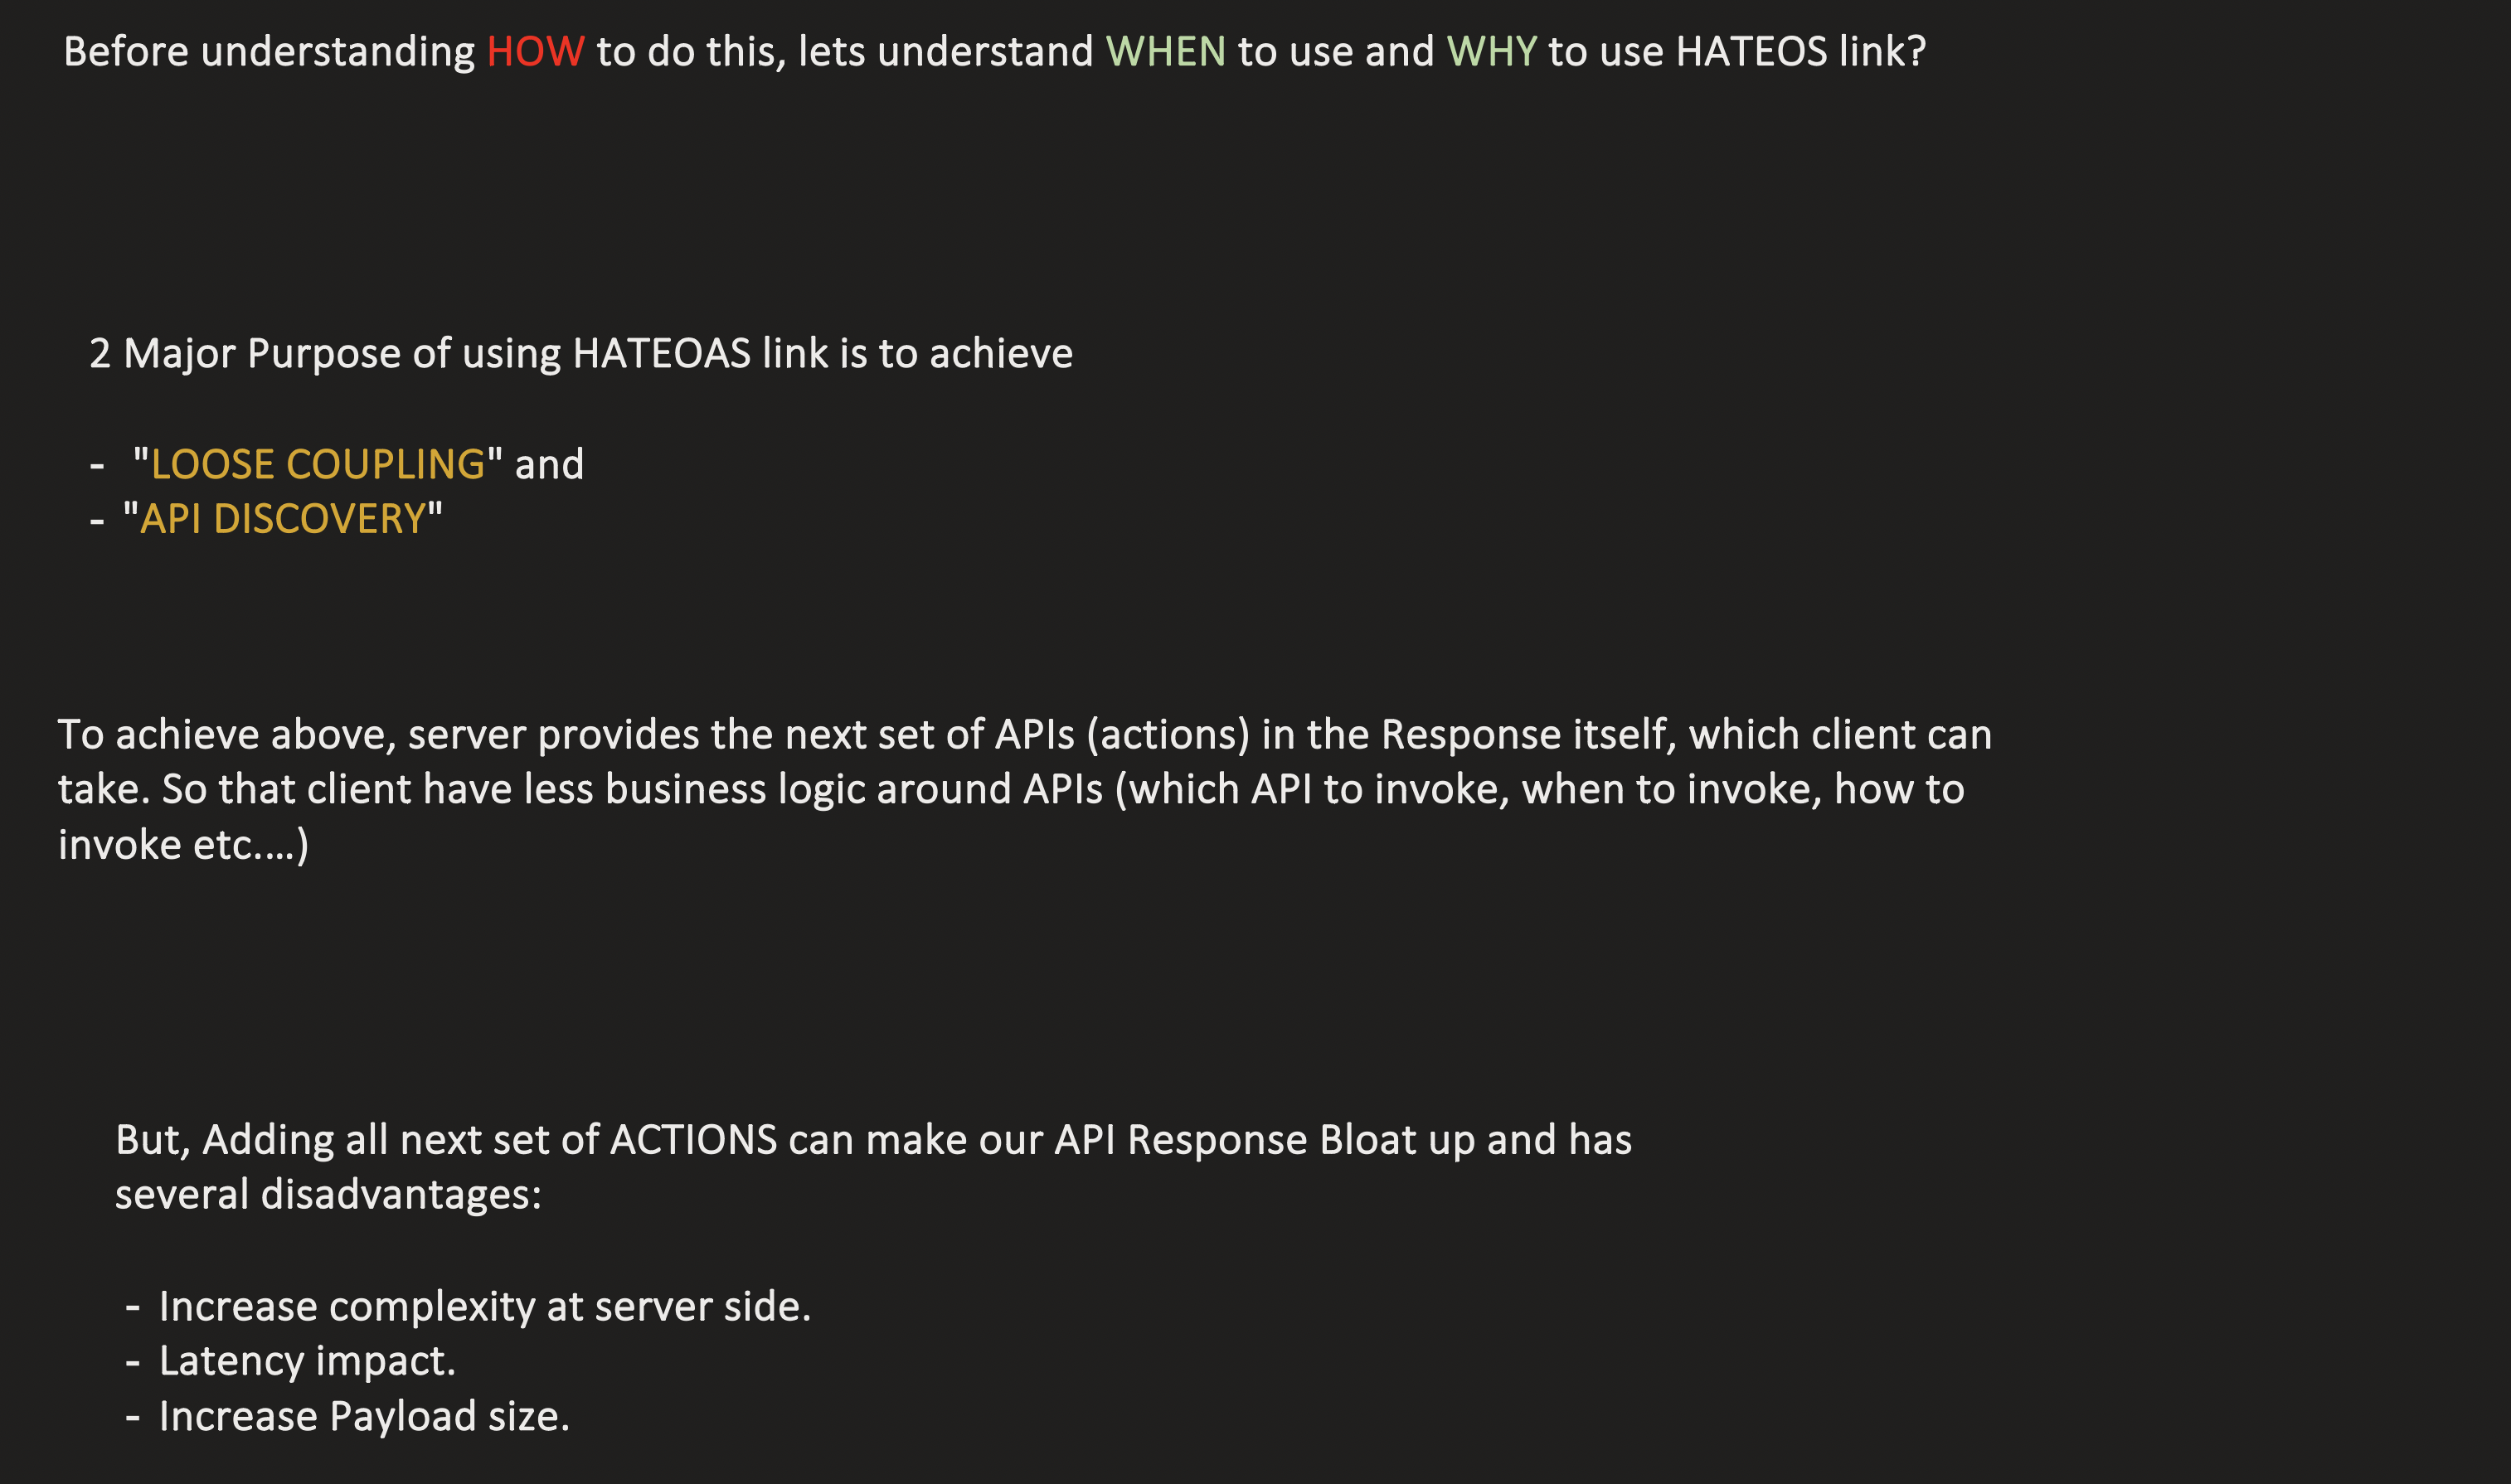 Before understanding HOW to do this, lets understand WHEN to use and WHY to use HATEOS link?
2 Major Purpose of using HATEOAS link is to achieve
- "LOOSE COUPLING" and
- "API DISCOVERY"
To achieve above, server provides the next set of APIs (actions) in the Response itself, which client can
take. So that client have less business logic around APIs (which API to invoke, when to invoke, how to
invoke etc....)
But, Adding all next set of ACTIONS can make our API Response Bloat up and has
several disadvantages:
- Increase complexity at server side.
- Latency impact.
- Increase Payload size.